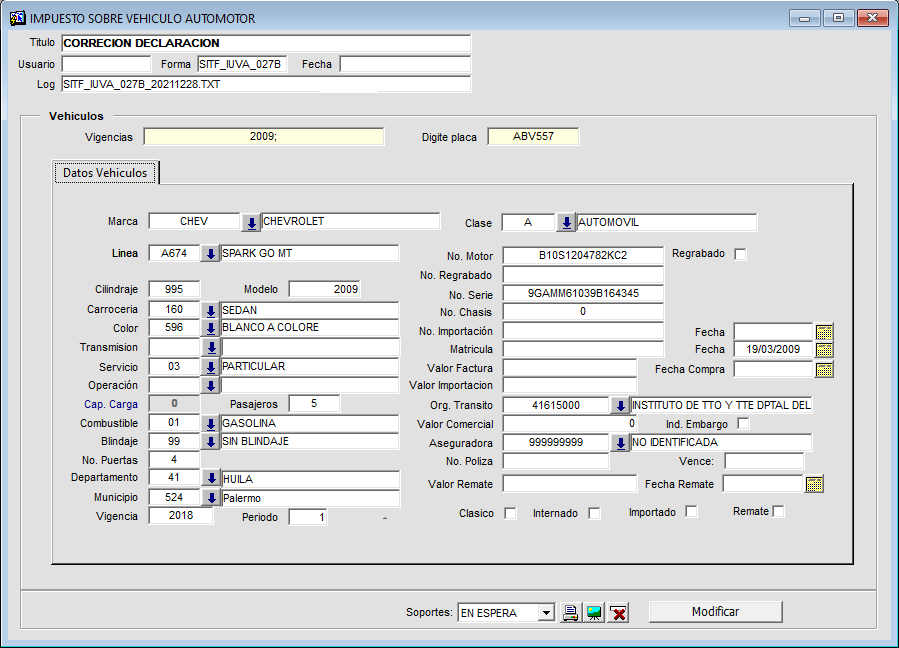 IMPUESTO SOBRE VEHICULO AUTOMOTOR
Titulo CORRECION DECLARACION
Usuario Forma SITF_IUVA_027B Fecha
Log SITF_IUVA_027B_20211228.TXT
Vehiculos
Vigencias 2009; Digite placa ABV557
Datos Vehiculos
Marca CHEV CHEVROLET Clase A AUTOMOVIL
Linea A674 SPARK GO MT No. Motor B10S1204782KC2 Regrabado
No. Regrabado
Cilindraje 995 Modelo 2009 No. Serie 9GAMM61039B164345
Carroceria 160 SEDAN No. Chasis 0
Color 596 BLANCO A COLORE No. Importación Fecha
Transmision Matricula Fecha 19/03/2009
Servicio 03 PARTICULAR Valor Factura Fecha Compra
Operación Valor Importacion
Cap. Carga 0 Pasajeros 5 Org. Transito 41615000 INSTITUTO DE TTO Y TTE DPTAL DEL
Combustible 01 GASOLINA Valor Comercial 0 Ind. Embargo
Blindaje 99 SIN BLINDAJE Aseguradora 999999999 NO IDENTIFICADA
No. Puertas 4 No. Poliza Vence:
Departamento 41 HUILA Valor Remate Fecha Remate
Municipio 524 Palermo
Vigencia 2018 Periodo 1 Clasico Internado Importado Remate
Soportes: EN ESPERA Modificar